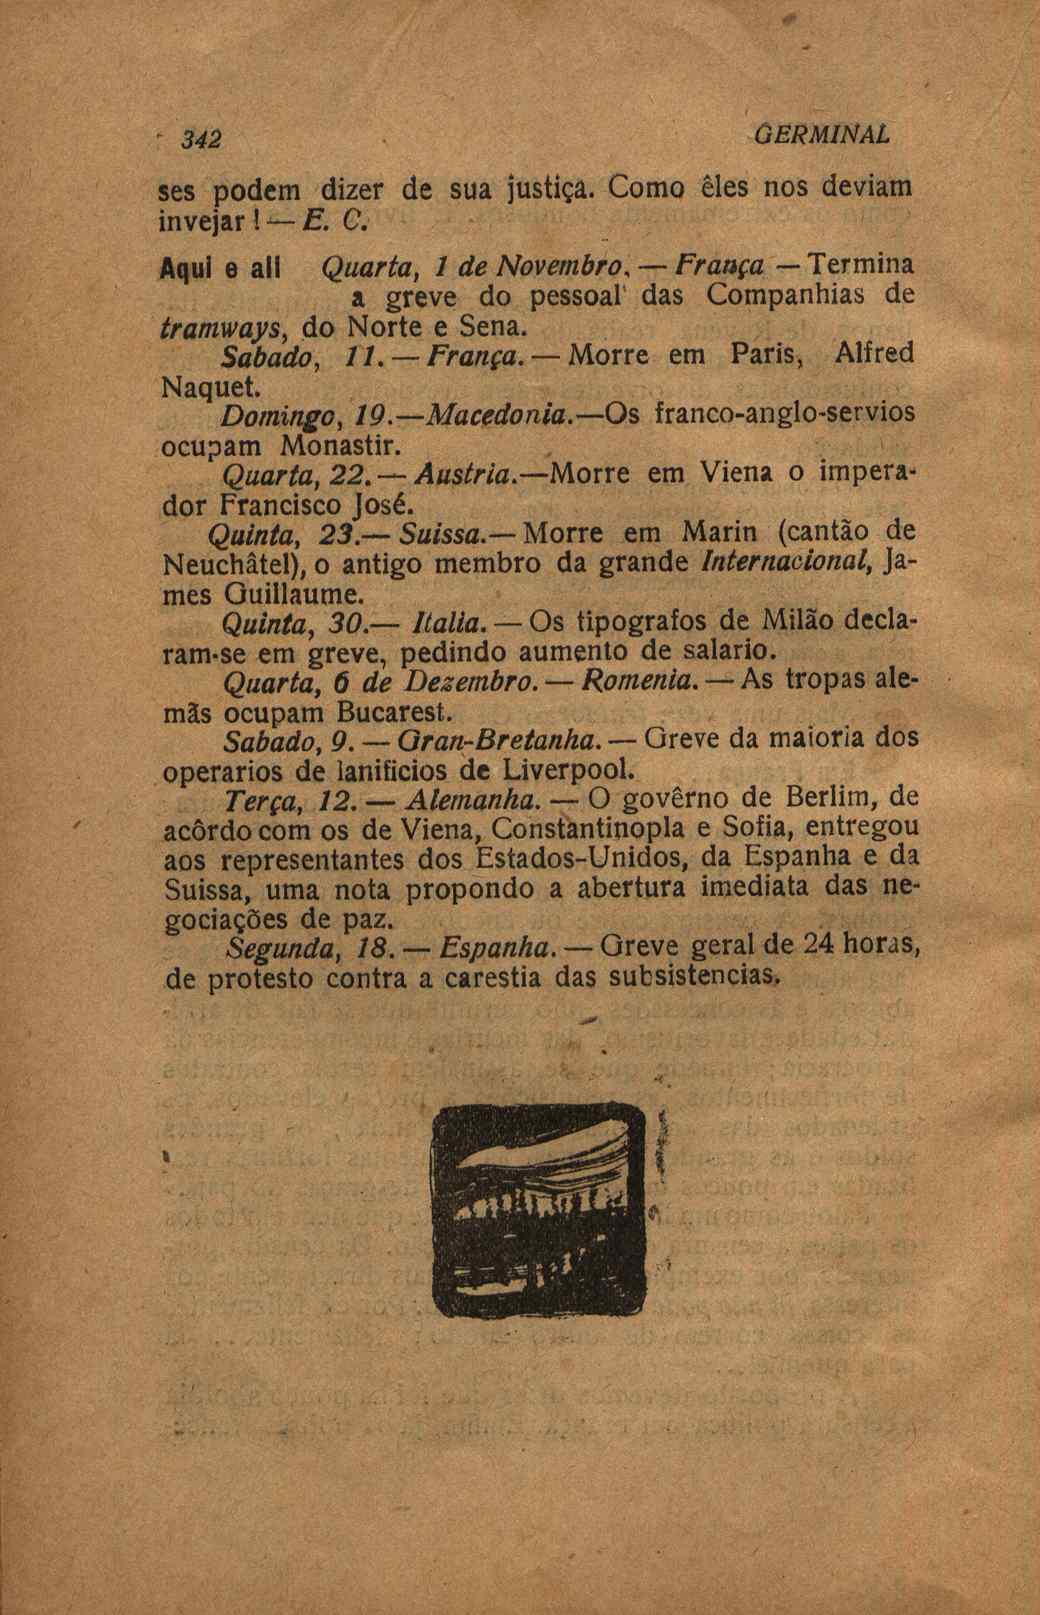 342 GERMINAL
ses podem dizer de sua justiça. Como êles nos deviam
invejar! — E. C.
Aqui e ali Quarta, 1 de Novembro. — França — Termina
a greve do pessoal das Companhias de
tramways, do Norte e Sena.
Sabado, 11. — França. — Morre em Paris, Alfred
Naquet.
Domingo, 19. — Macedonia. — Os franco-anglo-servios
ocupam Monastir.
Quarta, 22. — Austria. — Morre em Viena o impera-
dor Francisco José.
Quinta, 23. — Suissa. — Morre em Marin (cantão de
Neuchâtel), o antigo membro da grande Internacional, Ja-
mes Guillaume.
Quinta, 30. — Italia. — Os tipografos de Milão decla-
ram-se em greve, pedindo aumento de salario.
Quarta, 6 de Dezembro. — Romenia. — As tropas ale-
mãs ocupam Bucarest.
Sabado, 9. — Gran-Bretanha. — Greve da maioria dos
operarios de lanificios de Liverpool.
Terça, 12. — Alemanha. — O govêrno de Berlim, de
acôrdo com os de Viena, Constantinopla e Sofia, entregou
aos representantes dos Estados-Unidos, da Espanha e da
Suissa, uma nota propondo a abertura imediata das ne-
gociações de paz.
Segunda, 18. — Espanha. — Greve geral de 24 horas,
de protesto contra a carestia das subsistencias.